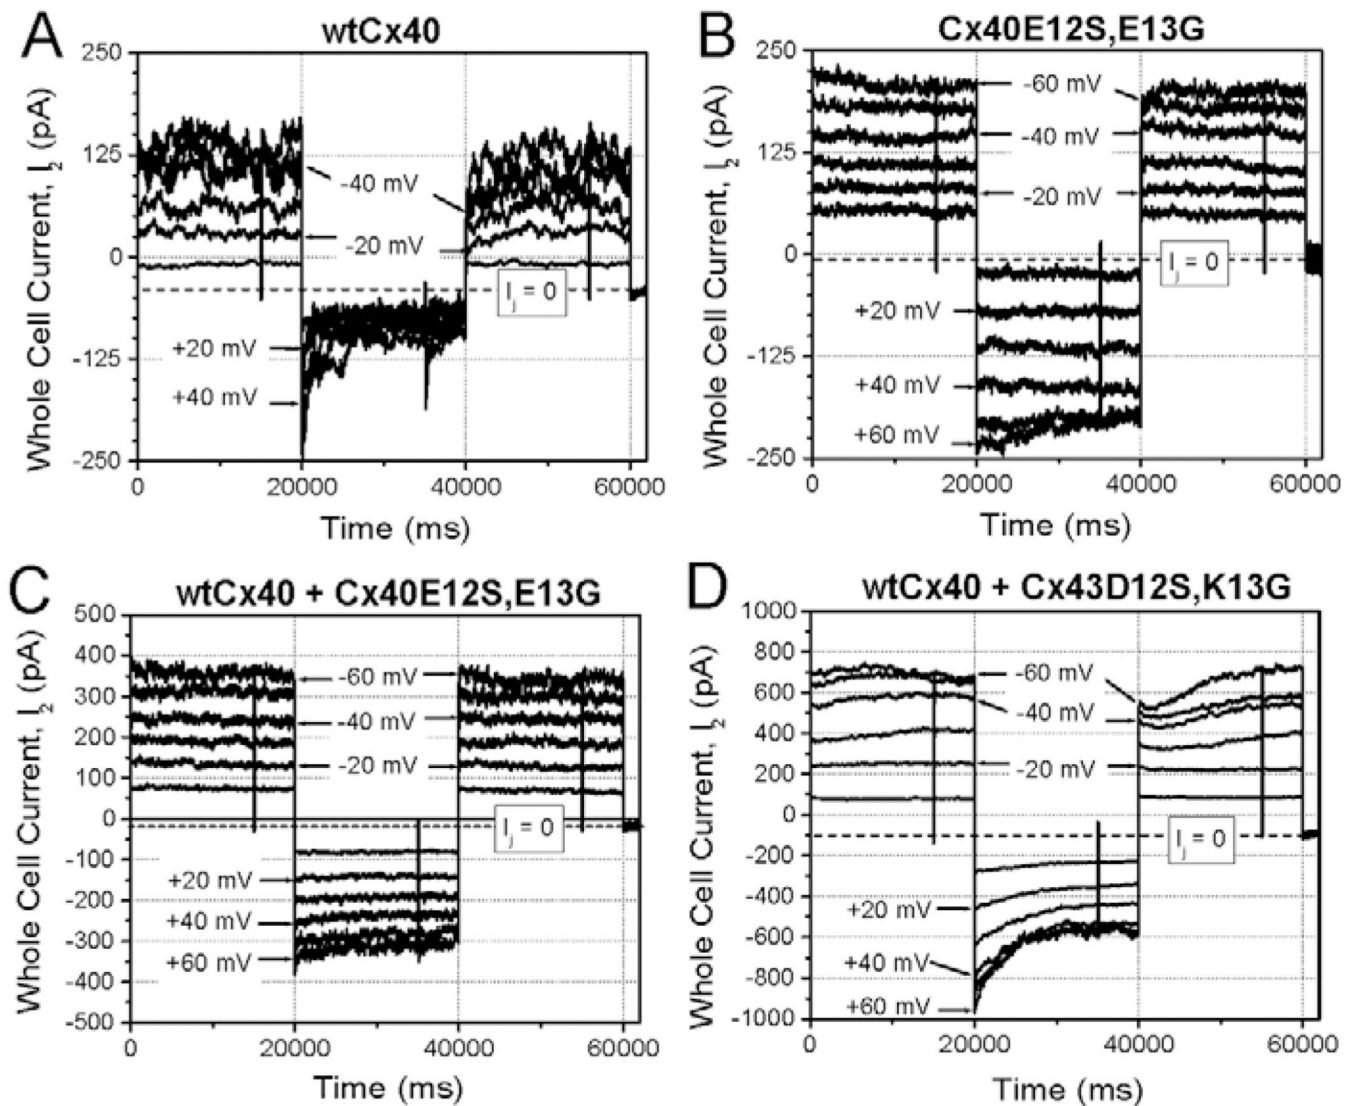 A
wtCx40
250
125
0
-125
-250
Whole Cell Current, I2 (pA)
-40 mV
-20 mV
Ij = 0
+20 mV
+40 mV
0 20000 40000 60000
Time (ms)
B
Cx40E12S,E13G
250
125
0
-125
-250
Whole Cell Current, I2 (pA)
-60 mV
-40 mV
-20 mV
Ij = 0
+20 mV
+40 mV
+60 mV
0 20000 40000 60000
Time (ms)
C
wtCx40 + Cx40E12S,E13G
500
400
300
200
100
0
-100
-200
-300
-400
-500
Whole Cell Current, I2 (pA)
-60 mV
-40 mV
-20 mV
Ij = 0
+20 mV
+40 mV
+60 mV
0 20000 40000 60000
Time (ms)
D
wtCx40 + Cx43D12S,K13G
1000
800
600
400
200
0
-200
-400
-600
-800
-1000
Whole Cell Current, I2 (pA)
-60 mV
-40 mV
-20 mV
Ij = 0
+20 mV
+40 mV
+60 mV
0 20000 40000 60000
Time (ms)